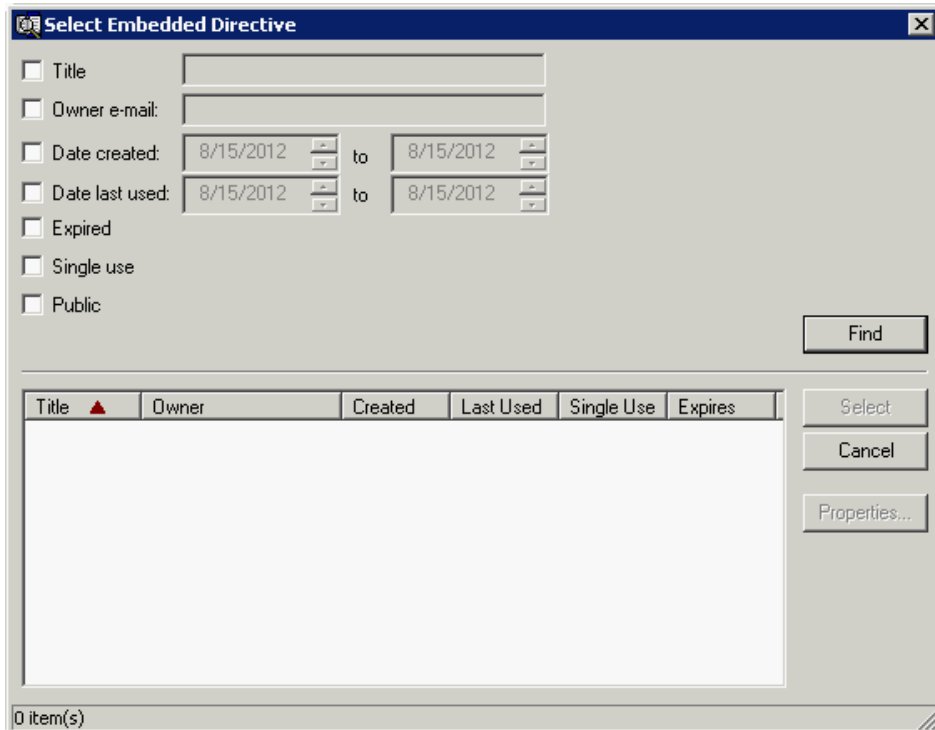 Select Embedded Directive
Title
Owner e-mail:
Date created: 8/15/2012 to 8/15/2012
Date last used: 8/15/2012 to 8/15/2012
Expired
Single use
Public
Find
Title Owner Created Last Used Single Use Expires
Select
Cancel
Properties...
0 item(s)